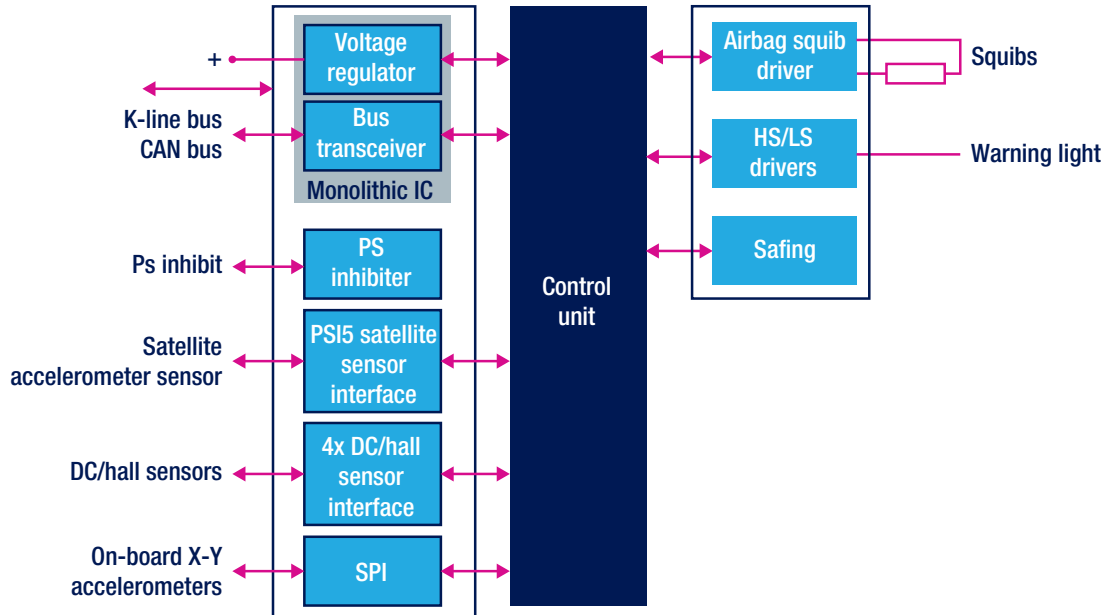 +
K-line bus
CAN bus
Voltage
regulator
Bus
transceiver
Monolithic IC
Ps inhibit
PS
inhibiter
Satellite
accelerometer sensor
PSI5 satellite
sensor
interface
DC/hall sensors
4x DC/hall
sensor
interface
On-board X-Y
accelerometers
SPI
Control
unit
Airbag squib
driver
Squibs
HS/LS
drivers
Warning light
Safing